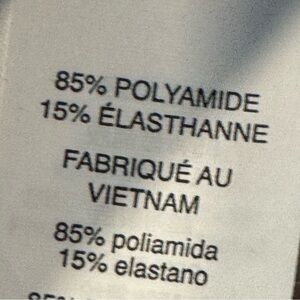 85% POLYAMIDE
15% ÉLASTHANNE
FABRIQUÉ AU
VIETNAM
85% poliamida
15% elastano